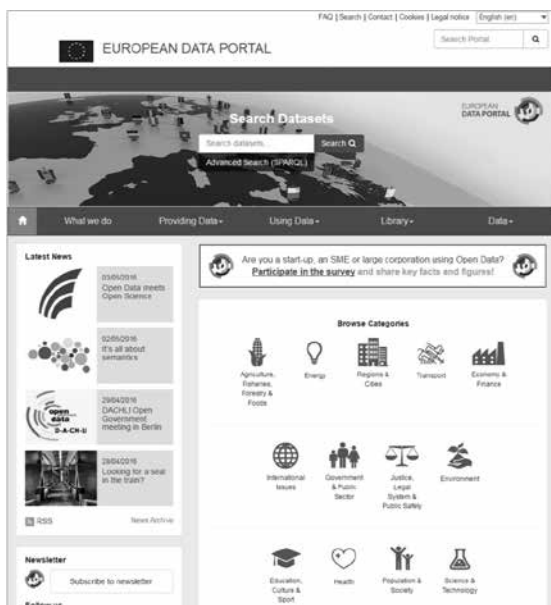 FAQ | Search | Contact | Cookies | Legal notice English (en)
Search Portal
EUROPEAN DATA PORTAL
EUROPEAN
DATA PORTAL
Search Datasets
Search datasets... Search
Advanced Search (SPARQL)
What we do Providing Data Using Data Library Data
Latest News
03/05/2016
Open Data meets
Open Science
02/05/2016
It's all about
semantics
open
data
D-A-CH-LI
29/04/2016
DACHLI Open
Government
meeting in Berlin
28/04/2016
Looking for a seat
in the train?
RSS News Archive
Newsletter
Subscribe to newsletter
Follow us
Are you a start-up, an SME or large corporation using Open Data?
Participate in the survey and share key facts and figures!
Browse Categories
Agriculture,
Fisheries,
Forestry &
Foods
Energy
Regions &
Cities
Transport
Economy &
Finance
International
Issues
Government
& Public
Sector
Justice,
Legal
System &
Public Safety
Environment
Education,
Culture &
Sport
Health
Population &
Society
Science &
Technology